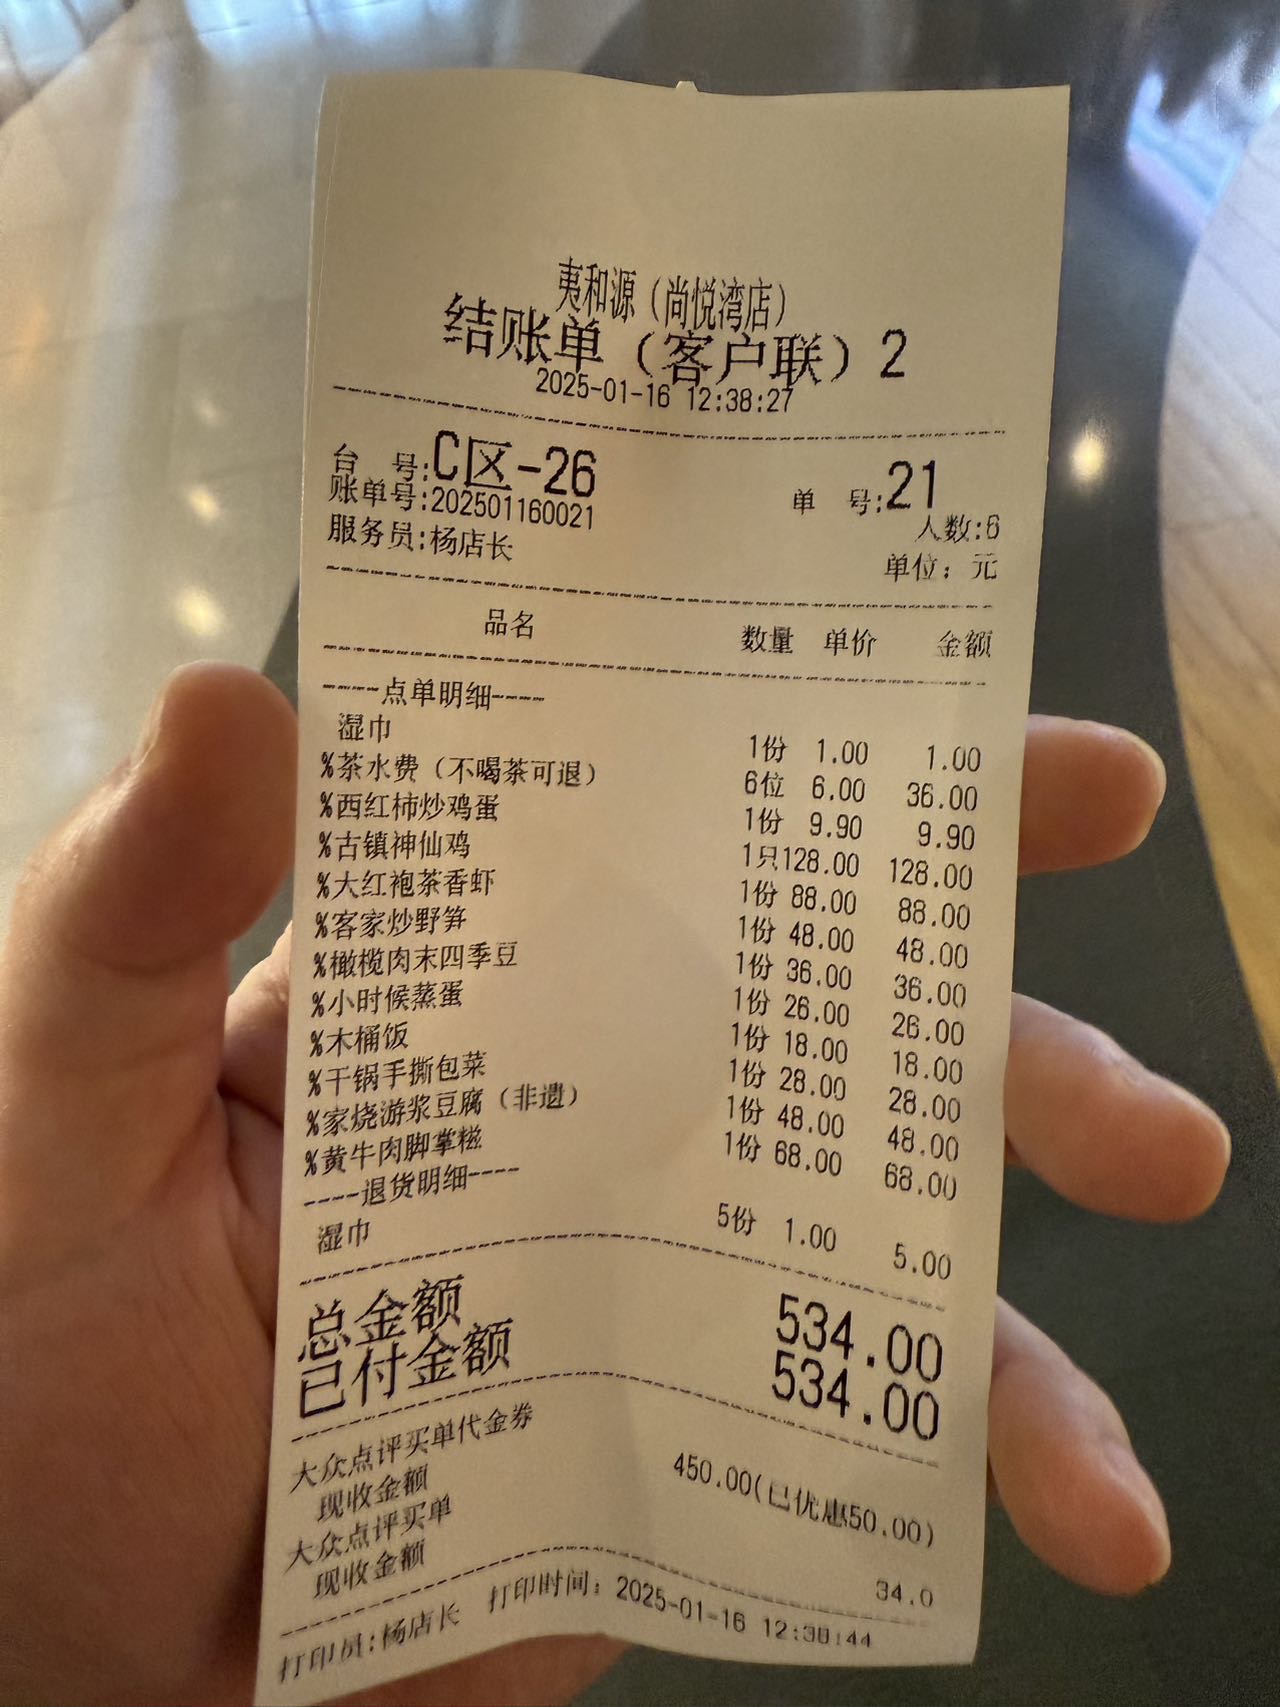 夷和源（尚悦湾店）
结账单（客户联）2
2025-01-16 12:38:27
台 号:C区-26 单 号:21
账单号:202501160021 人数:6
服务员:杨店长 单位：元
品名 数量 单价 金额
----点单明细----
湿巾 1份 1.00 1.00
%茶水费（不喝茶可退） 6位 6.00 36.00
%西红柿炒鸡蛋 1份 9.90 9.90
%古镇神仙鸡 1只128.00 128.00
%大红袍茶香虾 1份 88.00 88.00
%客家炒野笋 1份 48.00 48.00
%橄榄肉末四季豆 1份 36.00 36.00
%小时候蒸蛋 1份 26.00 26.00
%木桶饭 1份 18.00 18.00
%干锅手撕包菜 1份 28.00 28.00
%家烧游浆豆腐（非遗） 1份 48.00 48.00
%黄牛肉脚掌糍 1份 68.00 68.00
----退货明细----
湿巾 5份 1.00 5.00
总金额 534.00
已付金额 534.00
大众点评买单代金券
现收金额 450.00(已优惠50.00)
大众点评买单
现收金额 34.0
打印员:杨店长 打印时间：2025-01-16 12:38:44